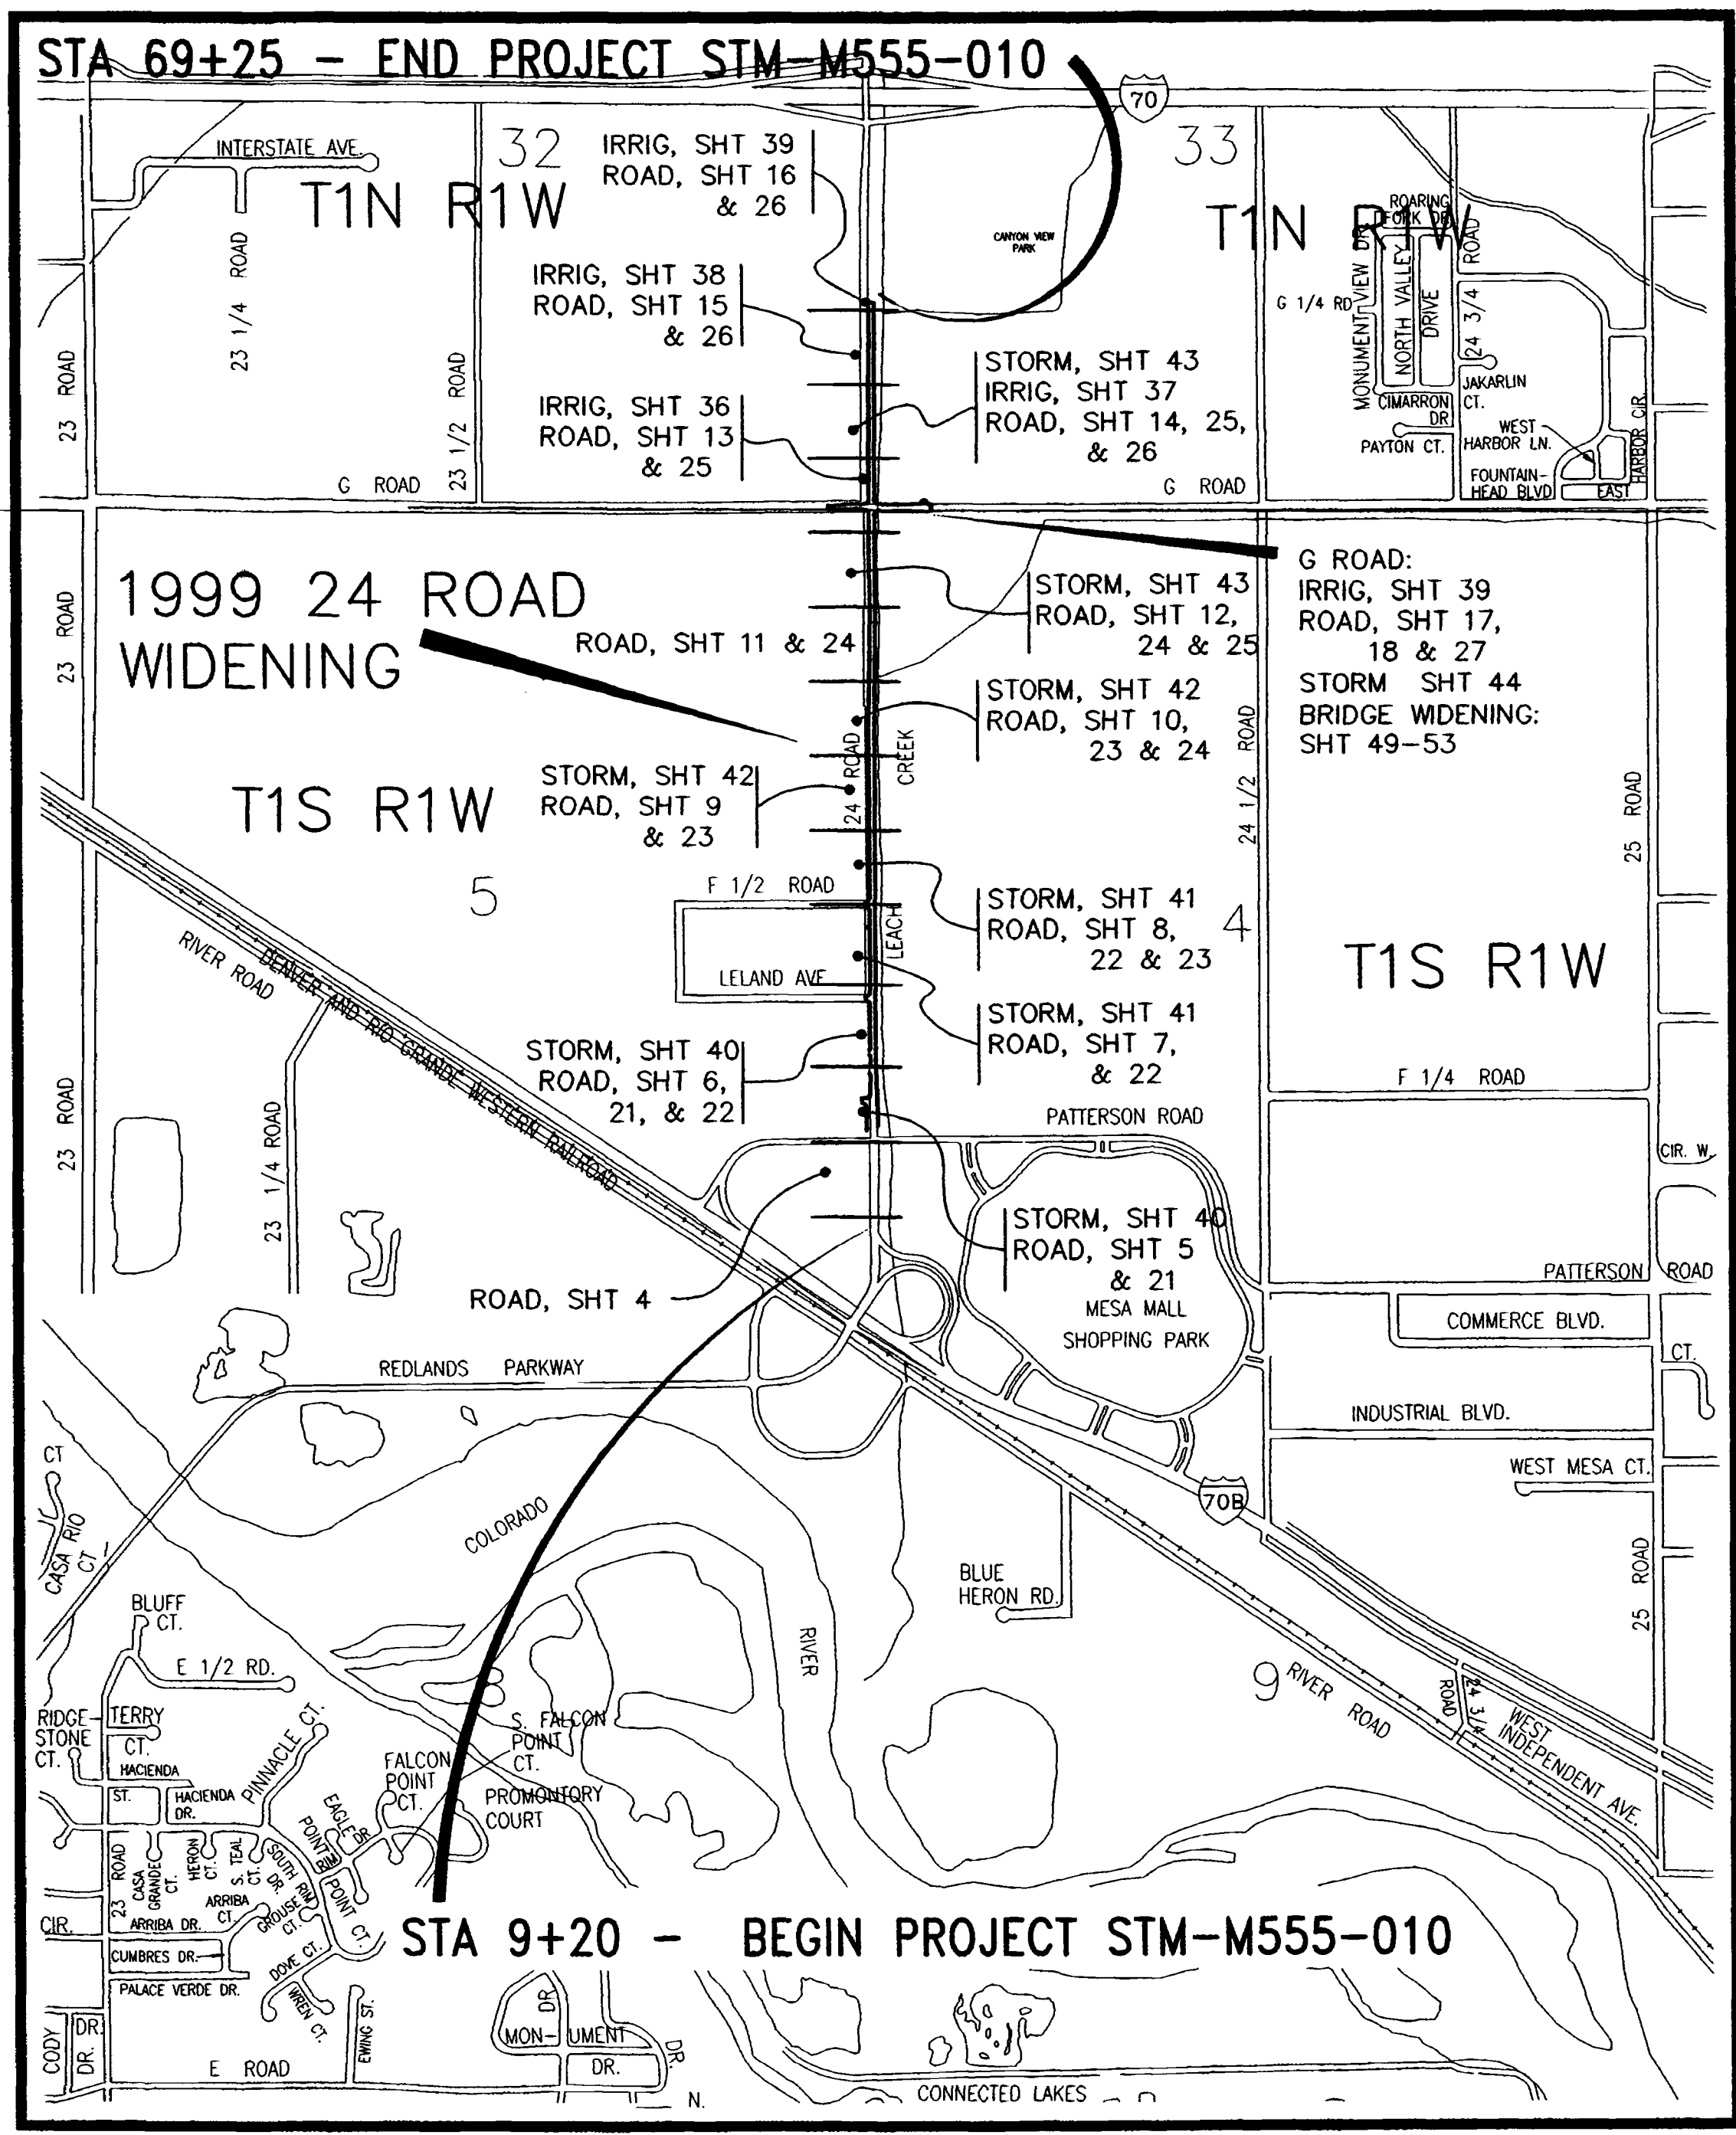 STA 69+25 - END PROJECT STM-M555-010
70
INTERSTATE AVE.
32
33
T1N R1W
T1N R1W
IRRIG, SHT 39
ROAD, SHT 16
& 26
CANYON VIEW
PARK
ROARING
FORK DR.
23 1/4 ROAD
MONUMENT VIEW DR.
NORTH VALLEY
DRIVE
24 3/4
ROAD
G 1/4 RD
IRRIG, SHT 38
ROAD, SHT 15
& 26
23 ROAD
23 1/2 ROAD
STORM, SHT 43
IRRIG, SHT 37
ROAD, SHT 14, 25,
& 26
JAKARLIN
CT.
CIMARRON
DR
PAYTON CT.
WEST
HARBOR LN.
FOUNTAIN-
HEAD BLVD
EAST
HARBOR CIR.
IRRIG, SHT 36
ROAD, SHT 13
& 25
G ROAD
G ROAD
1999 24 ROAD
WIDENING
23 ROAD
STORM, SHT 43
ROAD, SHT 12,
24 & 25
G ROAD:
IRRIG, SHT 39
ROAD, SHT 17,
18 & 27
STORM SHT 44
BRIDGE WIDENING:
SHT 49-53
ROAD, SHT 11 & 24
STORM, SHT 42
ROAD, SHT 10,
23 & 24
24 ROAD
CREEK
24 1/2 ROAD
25 ROAD
T1S R1W
STORM, SHT 42
ROAD, SHT 9
& 23
5
F 1/2 ROAD
LEACH
STORM, SHT 41
ROAD, SHT 8,
22 & 23
4
T1S R1W
RIVER ROAD
DENVER AND RIO GRANDE WESTERN RAILROAD
LELAND AVE
STORM, SHT 41
ROAD, SHT 7,
& 22
STORM, SHT 40
ROAD, SHT 6,
21, & 22
F 1/4 ROAD
23 ROAD
23 1/4 ROAD
PATTERSON ROAD
CIR. W.
STORM, SHT 40
ROAD, SHT 5
& 21
ROAD, SHT 4
MESA MALL
SHOPPING PARK
PATTERSON ROAD
COMMERCE BLVD.
CT.
REDLANDS PARKWAY
INDUSTRIAL BLVD.
CT
WEST MESA CT.
70B
CASA RIO
CT
COLORADO
RIVER
BLUE
HERON RD.
25 ROAD
BLUFF
CT.
E 1/2 RD.
8
9
RIVER ROAD
24 3/4
ROAD
WEST
INDEPENDENT AVE.
RIDGE-
STONE
CT.
TERRY
CT.
HACIENDA
ST.
HACIENDA
DR.
PINNACLE CT.
S. FALCON
POINT
CT.
FALCON
POINT
CT.
PROMONTORY
COURT
EAGLE
POINT
DR
RIM
POINT CT.
23 ROAD
CASA
GRANDE
CT.
HERON
CT.
S. TEAL
CT.
SOUTH RIM
DR.
ARRIBA
CT.
GROUSE
CT.
CIR.
ARRIBA DR.
CUMBRES DR.
DOVE CT.
PALACE VERDE DR.
WREN CT.
STA 9+20 - BEGIN PROJECT STM-M555-010
EWING ST.
CODY
DR.
DR.
E ROAD
DR.
MON- UMENT
DR.
DR.
N.
CONNECTED LAKES